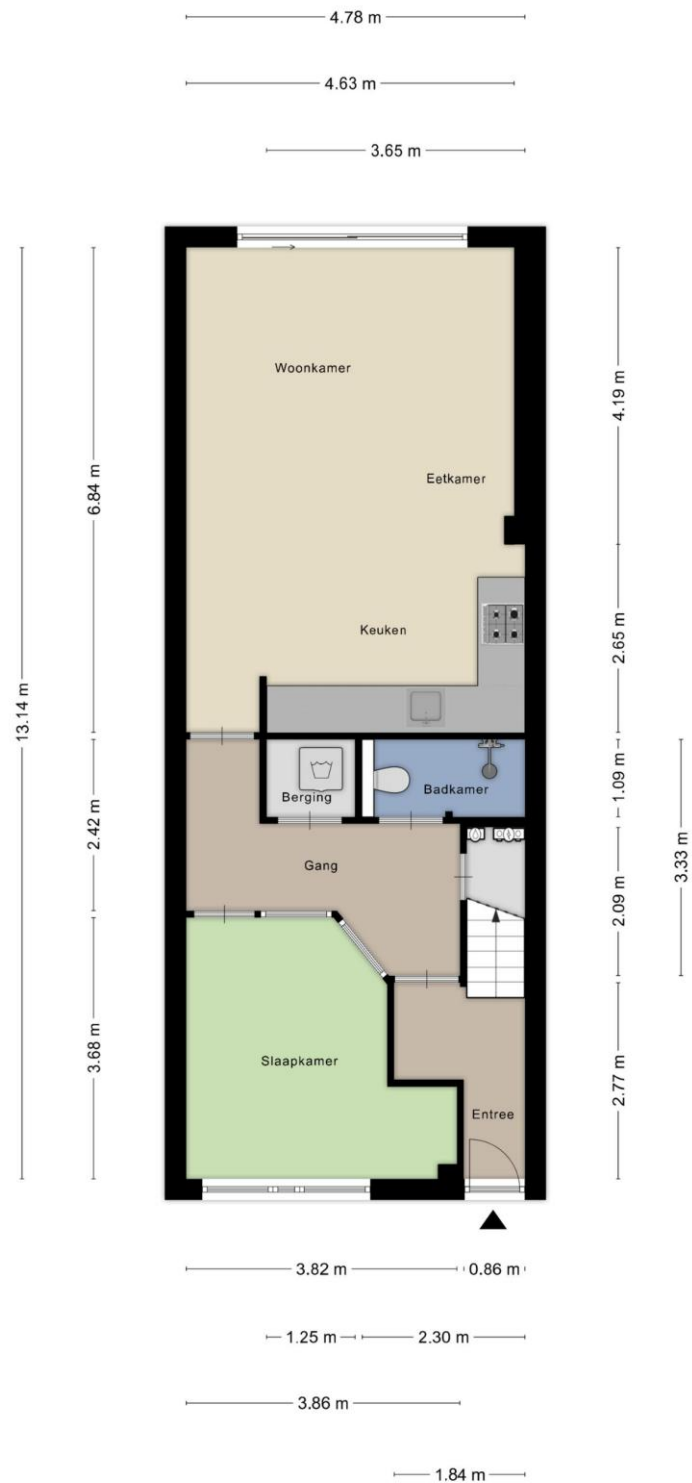 4.78 m
4.63 m
3.65 m
Woonkamer
4.19 m
Eetkamer
6.84 m
Keuken
2.65 m
13.14 m
1.09 m
Badkamer
Berging
2.42 m
3.33 m
Gang
2.09 m
3.68 m
Slaapkamer
2.77 m
Entree
3.82 m
0.86 m
1.25 m
2.30 m
3.86 m
1.84 m